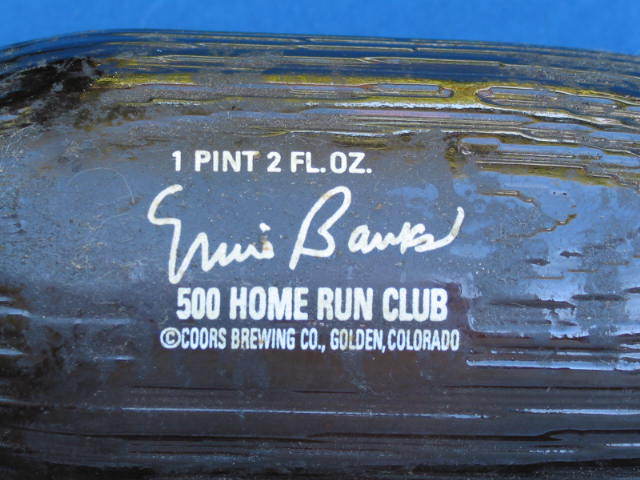 1 PINT 2 FL.OZ.
Ernie Banks
500 HOME RUN CLUB
©COORS BREWING CO., GOLDEN, COLORADO